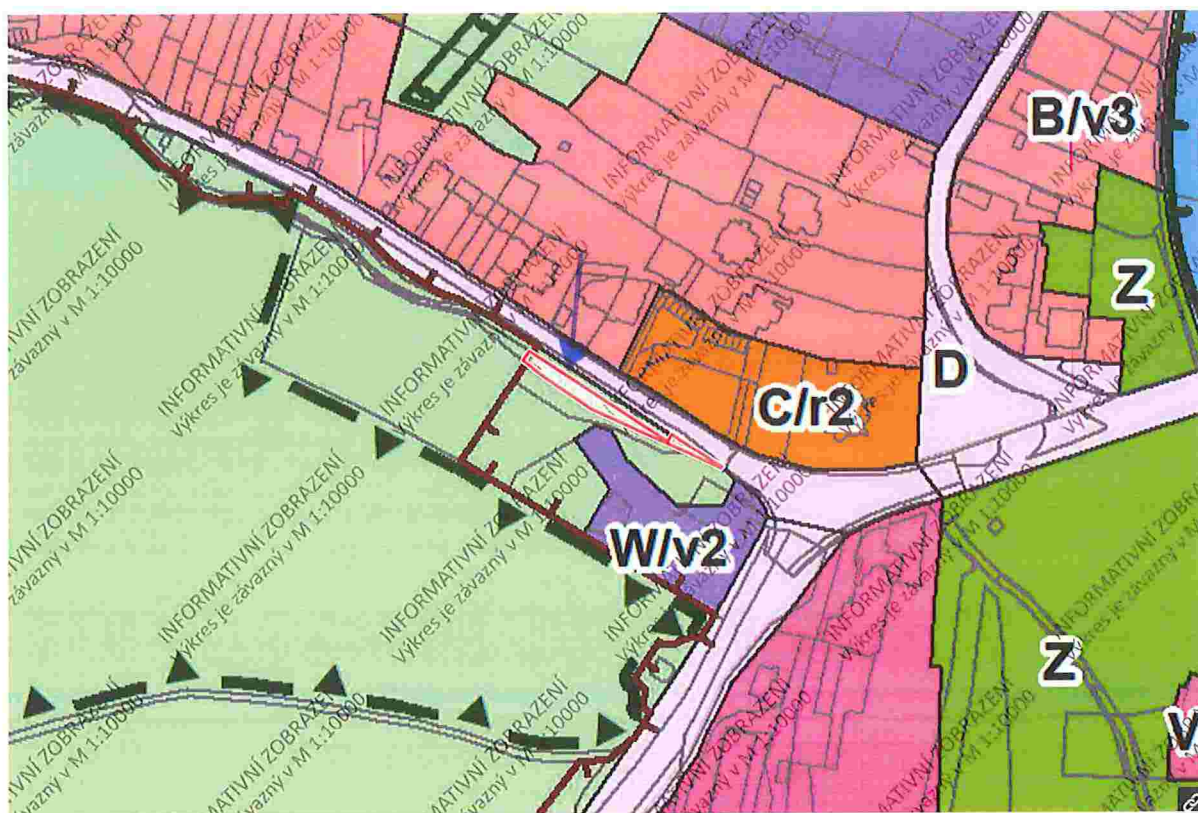 INFORMATIVNÍ ZOBRAZENÍ
Výkres je závazný v M 1:10000
B/v3
Z
D
C/r2
W/v2
Z
V